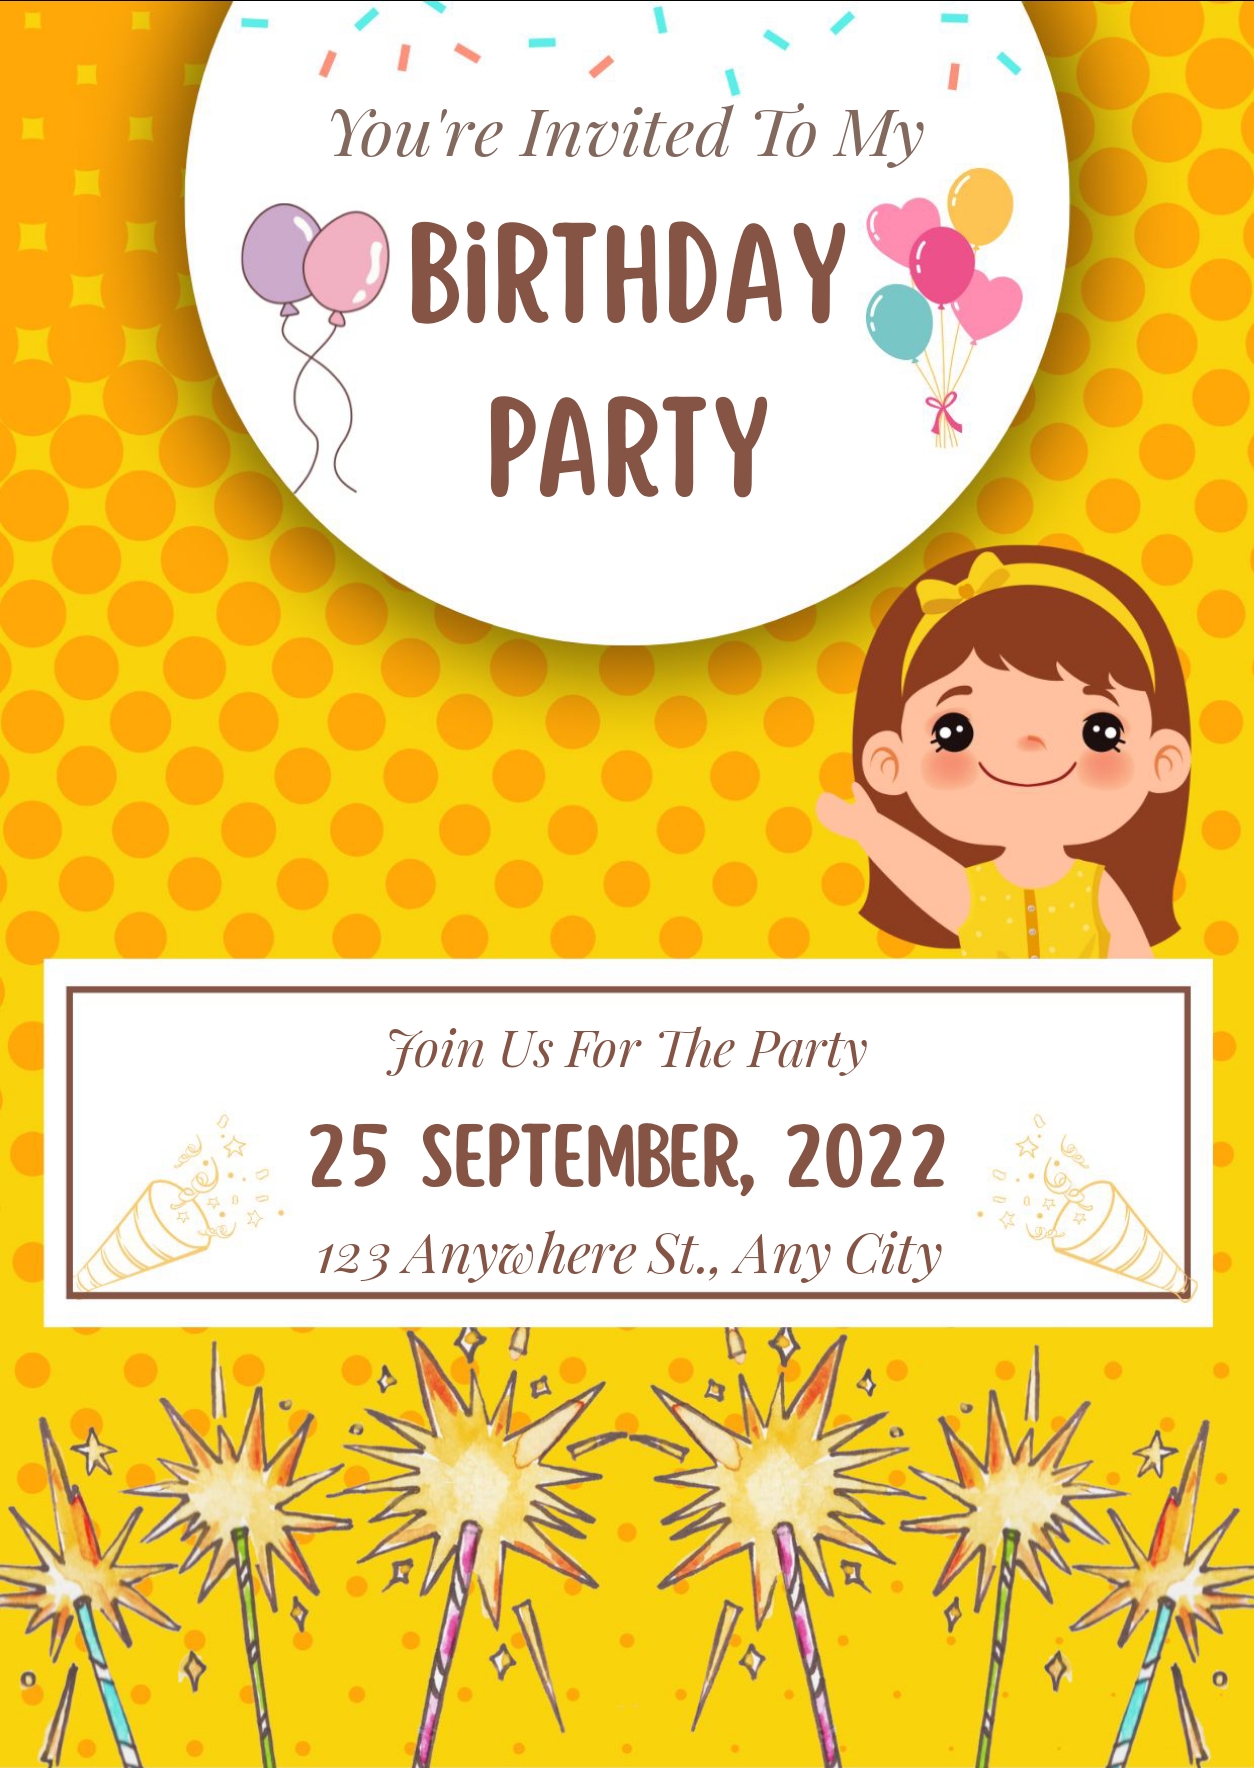 You're Invited To My
BiRTHDAY
PARTY
Join Us For The Party
25 SEPTEMBER, 2022
123 Anywhere St., Any City